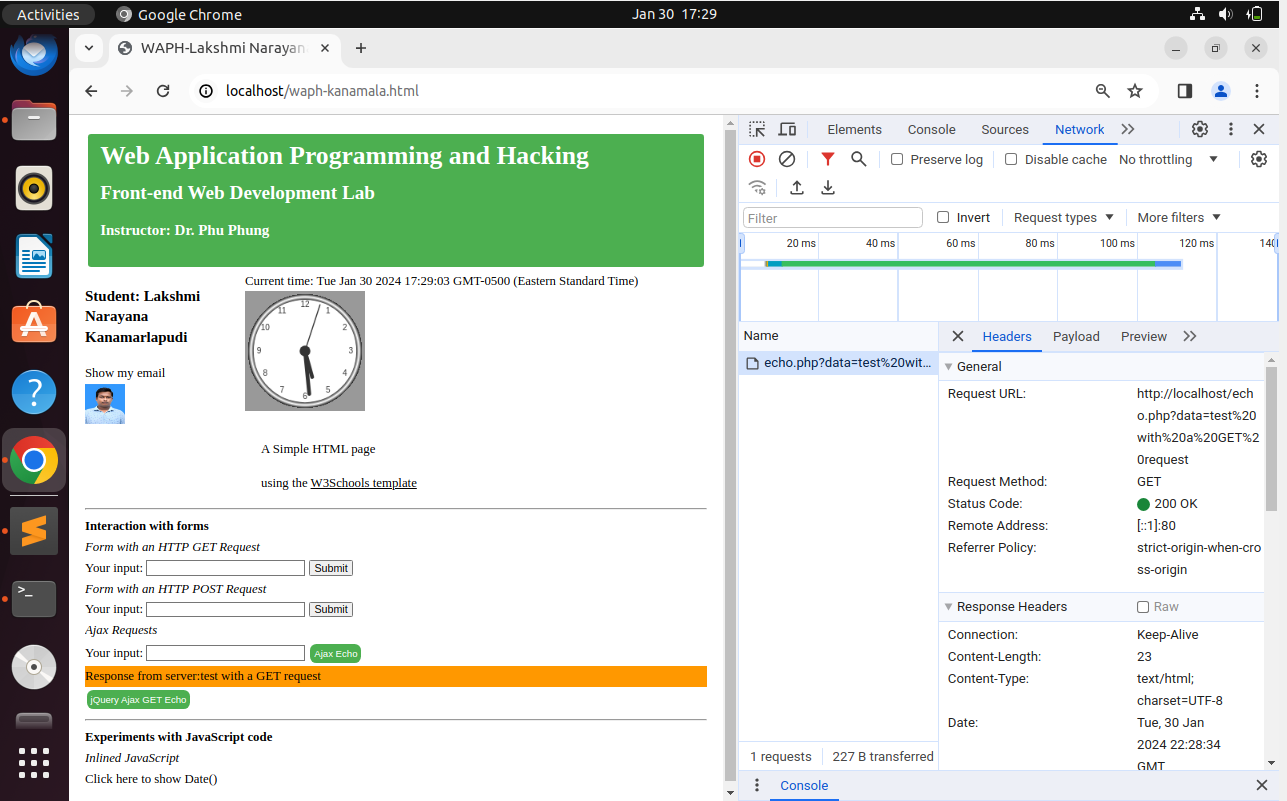 Activities
Google Chrome
Jan 30 17:29
WAPH-Lakshmi Narayan
localhost/waph-kanamala.html
Web Application Programming and Hacking
Front-end Web Development Lab
Instructor: Dr. Phu Phung
Student: Lakshmi
Narayana
Kanamarlapudi
Show my email
Current time: Tue Jan 30 2024 17:29:03 GMT-0500 (Eastern Standard Time)
12
1
2
3
4
5
6
7
8
9
10
11
A Simple HTML page
using the W3Schools template
Interaction with forms
Form with an HTTP GET Request
Your input: Submit
Form with an HTTP POST Request
Your input: Submit
Ajax Requests
Your input: Ajax Echo
Response from server:test with a GET request
jQuery Ajax GET Echo
Experiments with JavaScript code
Inlined JavaScript
Click here to show Date()
Elements Console Sources Network
Preserve log Disable cache No throttling
Filter Invert Request types More filters
20 ms 40 ms 60 ms 80 ms 100 ms 120 ms 140
Name
echo.php?data=test%20wit...
Headers Payload Preview
General
Request URL: http://localhost/ech
o.php?data=test%20
with%20a%20GET%2
0request
Request Method: GET
Status Code: 200 OK
Remote Address: [::1]:80
Referrer Policy: strict-origin-when-cro
ss-origin
Response Headers Raw
Connection: Keep-Alive
Content-Length: 23
Content-Type: text/html;
charset=UTF-8
Date: Tue, 30 Jan
2024 22:28:34
GMT
1 requests 227 B transferred
Console